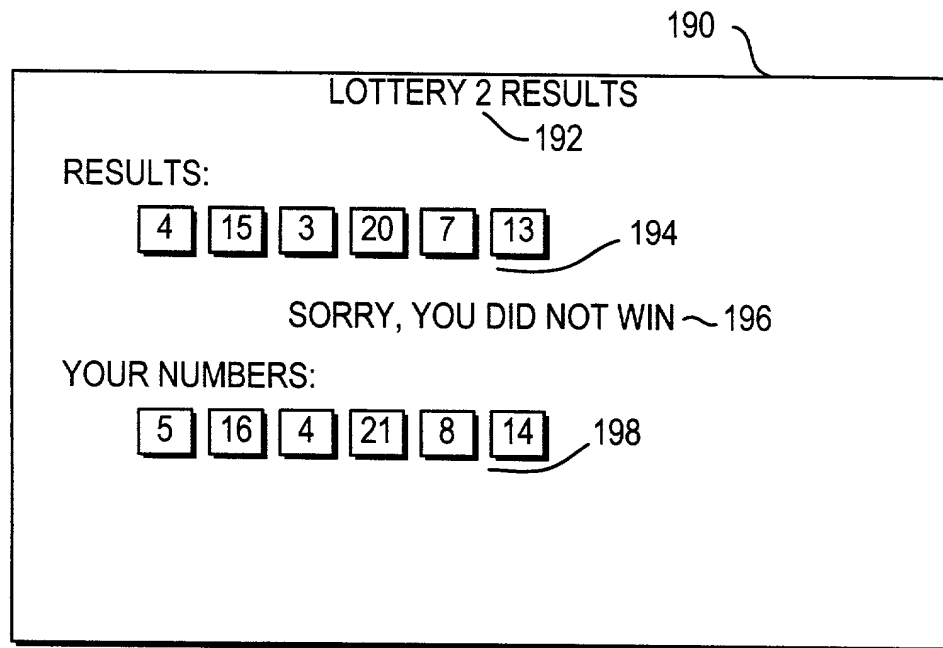 190
LOTTERY 2 RESULTS
192
RESULTS:
4 15 3 20 7 13
194
SORRY, YOU DID NOT WIN 196
YOUR NUMBERS:
5 16 4 21 8 14
198